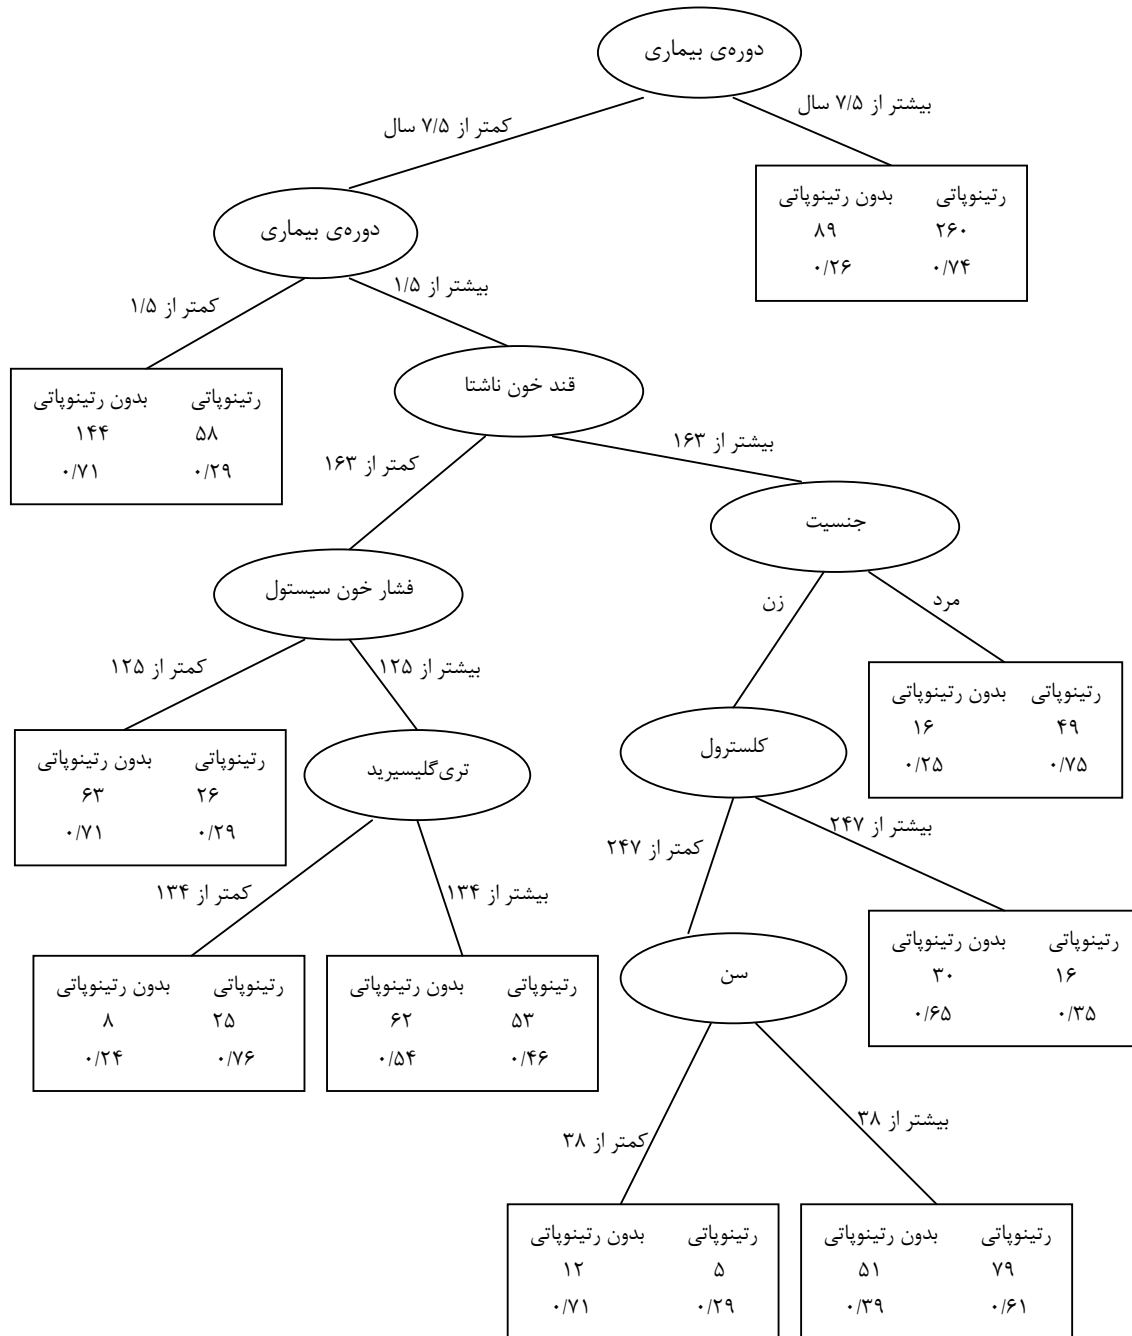 دوره‌ی بیماری
بیشتر از ۷/۵ سال
کمتر از ۷/۵ سال
رتینوپاتی بدون رتینوپاتی
۲۶۰ ۸۹
۰/۷۴ ۰/۲۶
دوره‌ی بیماری
بیشتر از ۱/۵
کمتر از ۱/۵
رتینوپاتی بدون رتینوپاتی
۵۸ ۱۴۴
۰/۲۹ ۰/۷۱
قند خون ناشتا
بیشتر از ۱۶۳
کمتر از ۱۶۳
جنسیت
فشار خون سیستول
مرد
زن
بیشتر از ۱۲۵
کمتر از ۱۲۵
رتینوپاتی بدون رتینوپاتی
۴۹ ۱۶
۰/۷۵ ۰/۲۵
کلسترول
تری‌گلیسیرید
رتینوپاتی بدون رتینوپاتی
۲۶ ۶۳
۰/۲۹ ۰/۷۱
بیشتر از ۲۴۷
کمتر از ۲۴۷
بیشتر از ۱۳۴
کمتر از ۱۳۴
رتینوپاتی بدون رتینوپاتی
۱۶ ۳۰
۰/۳۵ ۰/۶۵
سن
رتینوپاتی بدون رتینوپاتی
۵۳ ۶۲
۰/۴۶ ۰/۵۴
رتینوپاتی بدون رتینوپاتی
۲۵ ۸
۰/۷۶ ۰/۲۴
بیشتر از ۳۸
کمتر از ۳۸
رتینوپاتی بدون رتینوپاتی
۷۹ ۵۱
۰/۶۱ ۰/۳۹
رتینوپاتی بدون رتینوپاتی
۵ ۱۲
۰/۲۹ ۰/۷۱